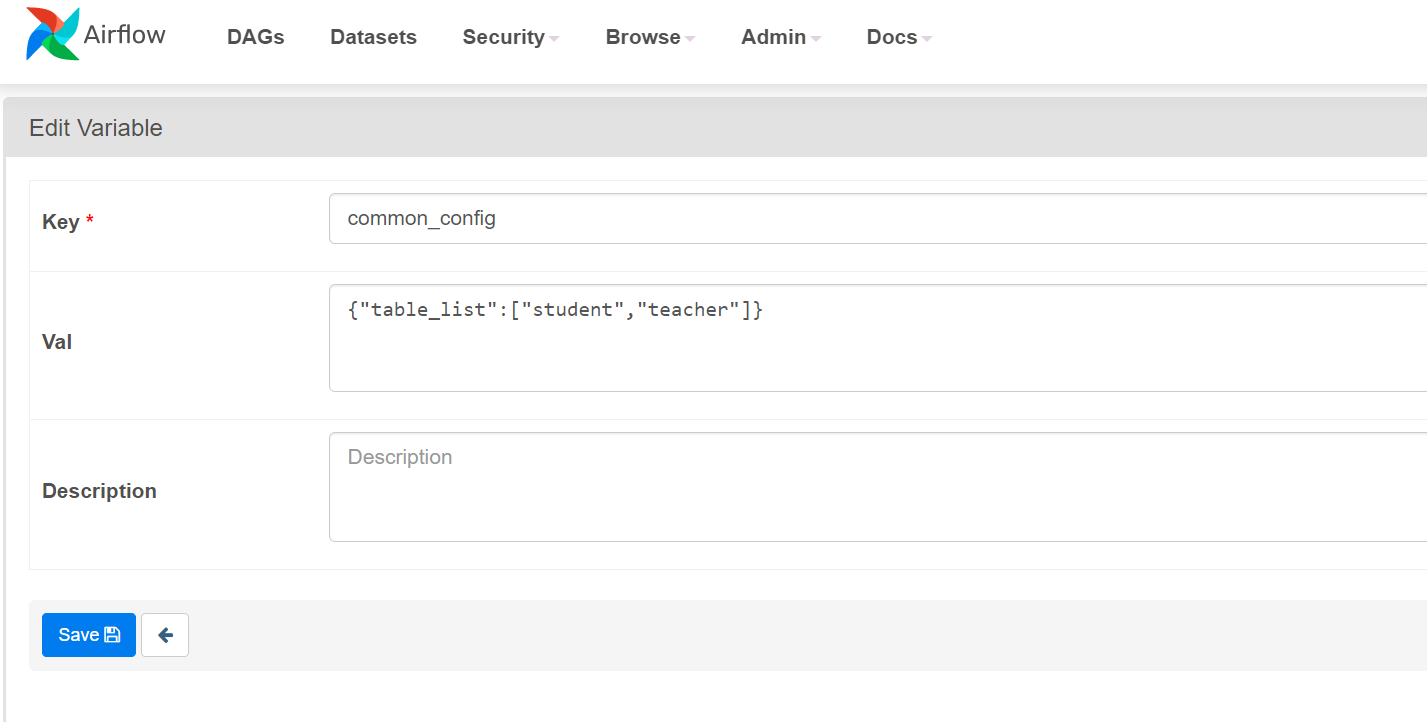 Airflow DAGs Datasets Security Browse Admin Docs
Edit Variable
Key * common_config
Val {"table_list":["student","teacher"]}
Description Description
Save